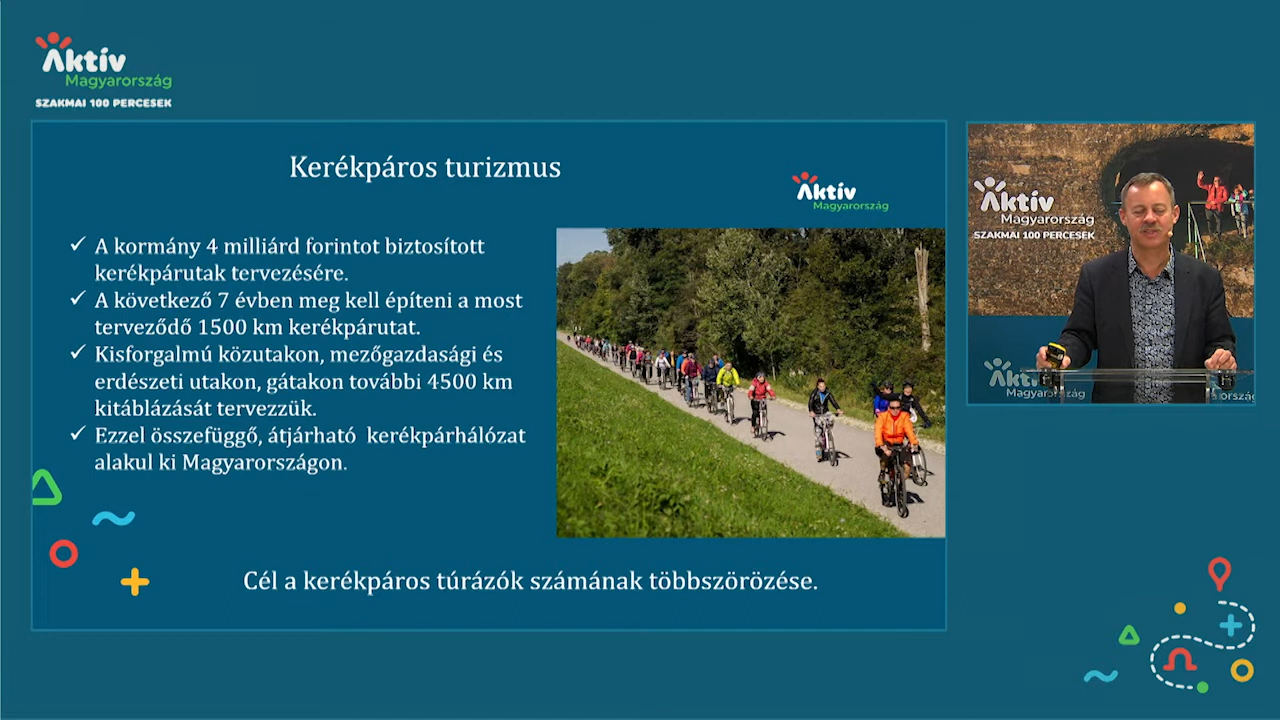 Aktív
Magyarország
SZAKMAI 100 PERCESEK
Kerékpáros turizmus
Aktív
Magyarország
✓ A kormány 4 milliárd forintot biztosított
kerékpárutak tervezésére.
✓ A következő 7 évben meg kell építeni a most
terveződő 1500 km kerékpárutat.
✓ Kisforgalmú közutakon, mezőgazdasági és
erdészeti utakon, gátakon további 4500 km
kitáblázását tervezzük.
✓ Ezzel összefüggő, átjárható kerékpárhálózat
alakul ki Magyarországon.
Cél a kerékpáros túrázók számának többszörözése.
Aktív
Magyarország
SZAKMAI 100 PERCESEK
Magyarország